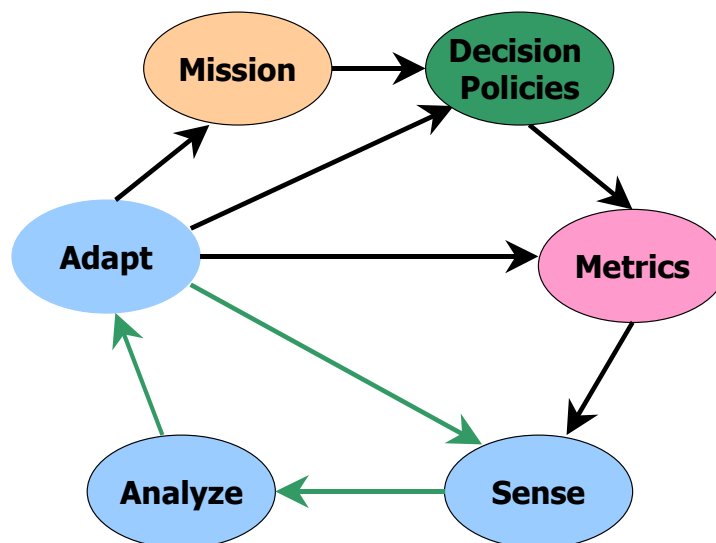 Mission
Decision
Policies
Adapt
Metrics
Analyze
Sense